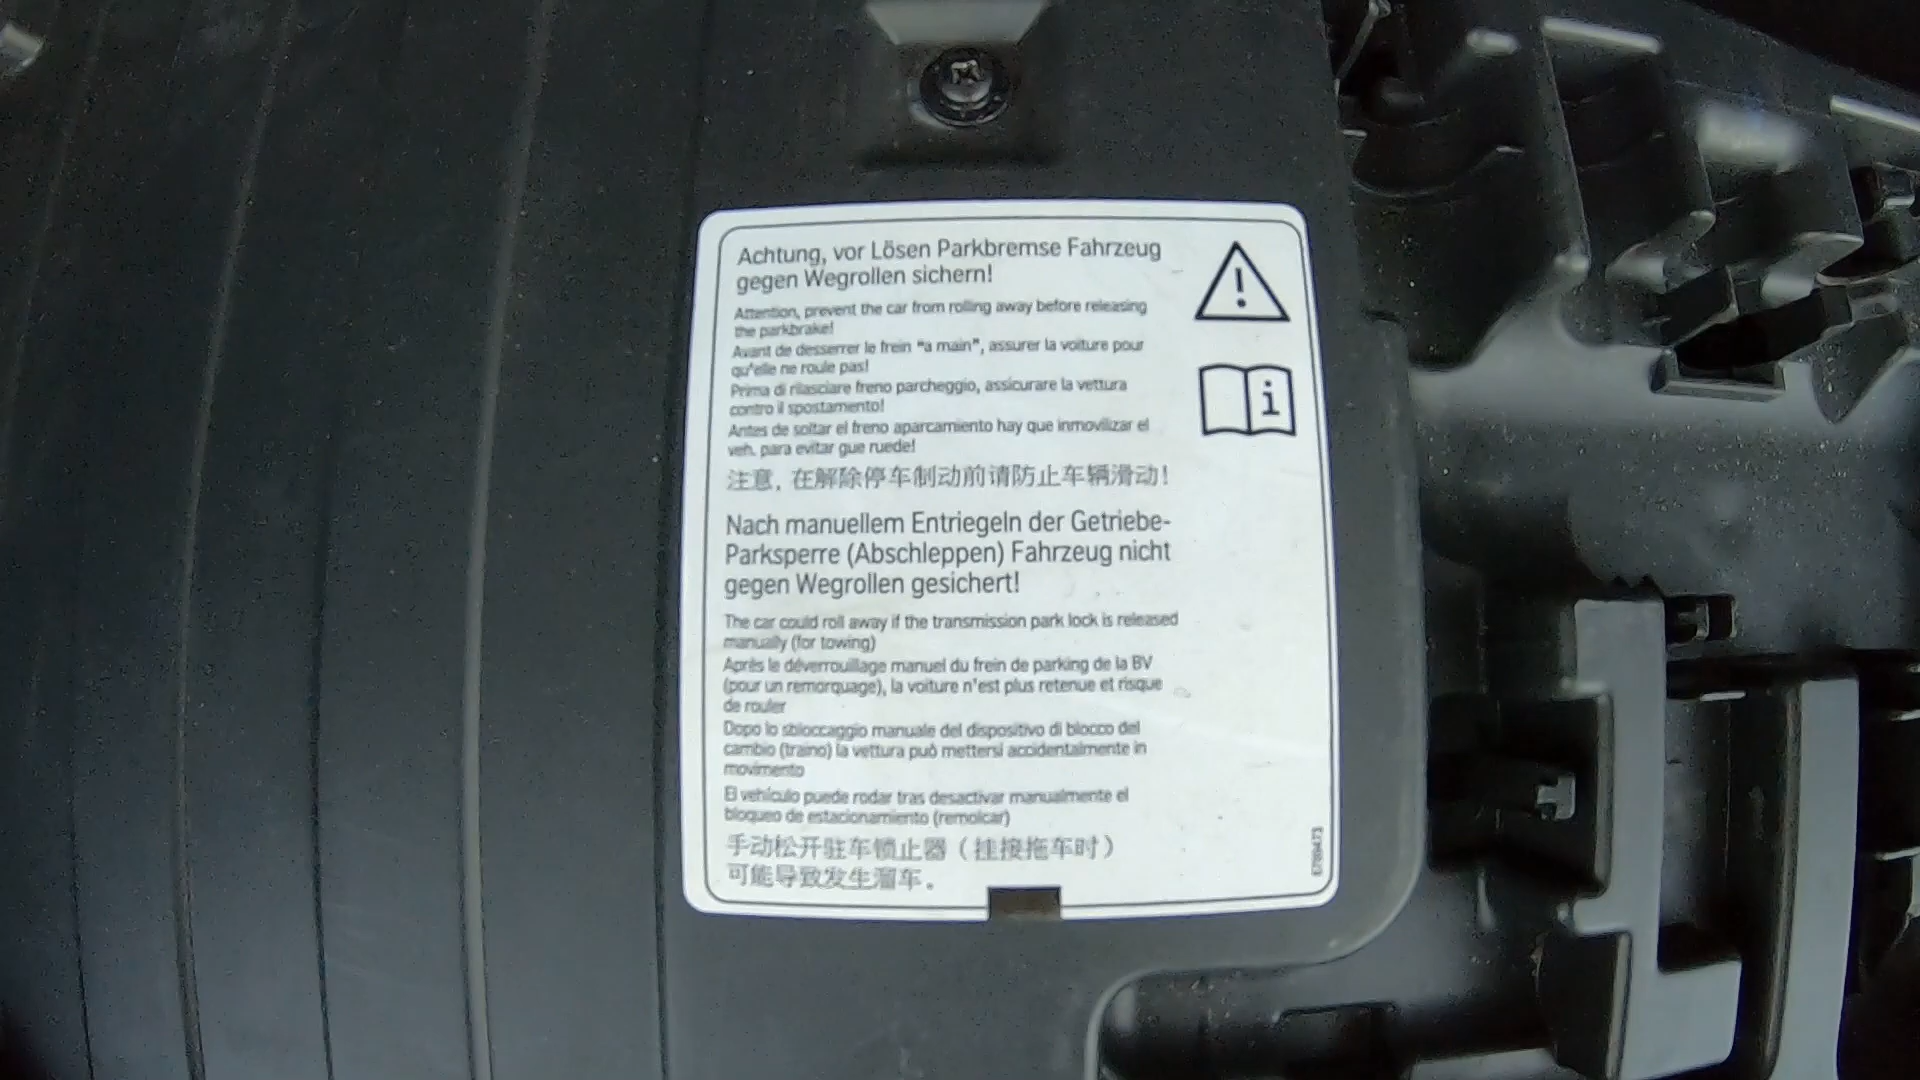 Achtung, vor Lösen Parkbremse Fahrzeug
gegen Wegrollen sichern!
Attention, prevent the car from rolling away before releasing
the parkbrake!
Avant de desserrer le frein "a main", assurer la voiture pour
qu'elle ne roule pas!
Prima di rilasciare freno parcheggio, assicurare la vettura
contro il spostamento!
Antes de soltar el freno aparcamiento hay que inmovilizar el
veh. para evitar gue ruede!
注意, 在解除停车制动前请防止车辆滑动!
Nach manuellem Entriegeln der Getriebe-
Parksperre (Abschleppen) Fahrzeug nicht
gegen Wegrollen gesichert!
The car could roll away if the transmission park lock is released
manually (for towing)
Après le déverrouillage manuel du frein de parking de la BV
(pour un remorquage), la voiture n'est plus retenue et risque
de rouler
Dopo lo sbloccaggio manuale del dispositivo di blocco del
cambio (traino) la vettura può mettersi accidentalmente in
movimento
El vehículo puede rodar tras desactivar manualmente el
bloqueo de estacionamiento (remolcar)
手动松开驻车锁止器（挂接拖车时）
可能导致发生溜车.